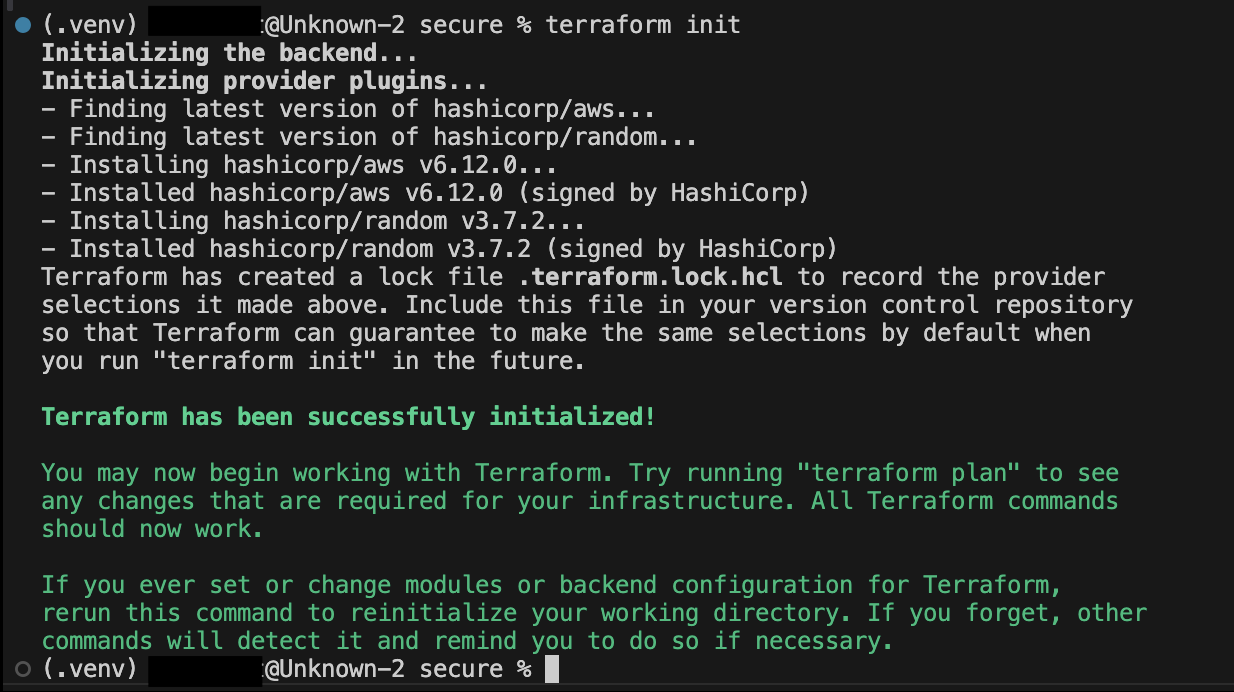 (.venv) t@Unknown-2 secure % terraform init
Initializing the backend...
Initializing provider plugins...
- Finding latest version of hashicorp/aws...
- Finding latest version of hashicorp/random...
- Installing hashicorp/aws v6.12.0...
- Installed hashicorp/aws v6.12.0 (signed by HashiCorp)
- Installing hashicorp/random v3.7.2...
- Installed hashicorp/random v3.7.2 (signed by HashiCorp)
Terraform has created a lock file .terraform.lock.hcl to record the provider
selections it made above. Include this file in your version control repository
so that Terraform can guarantee to make the same selections by default when
you run "terraform init" in the future.
Terraform has been successfully initialized!
You may now begin working with Terraform. Try running "terraform plan" to see
any changes that are required for your infrastructure. All Terraform commands
should now work.
If you ever set or change modules or backend configuration for Terraform,
rerun this command to reinitialize your working directory. If you forget, other
commands will detect it and remind you to do so if necessary.
(.venv) t@Unknown-2 secure %